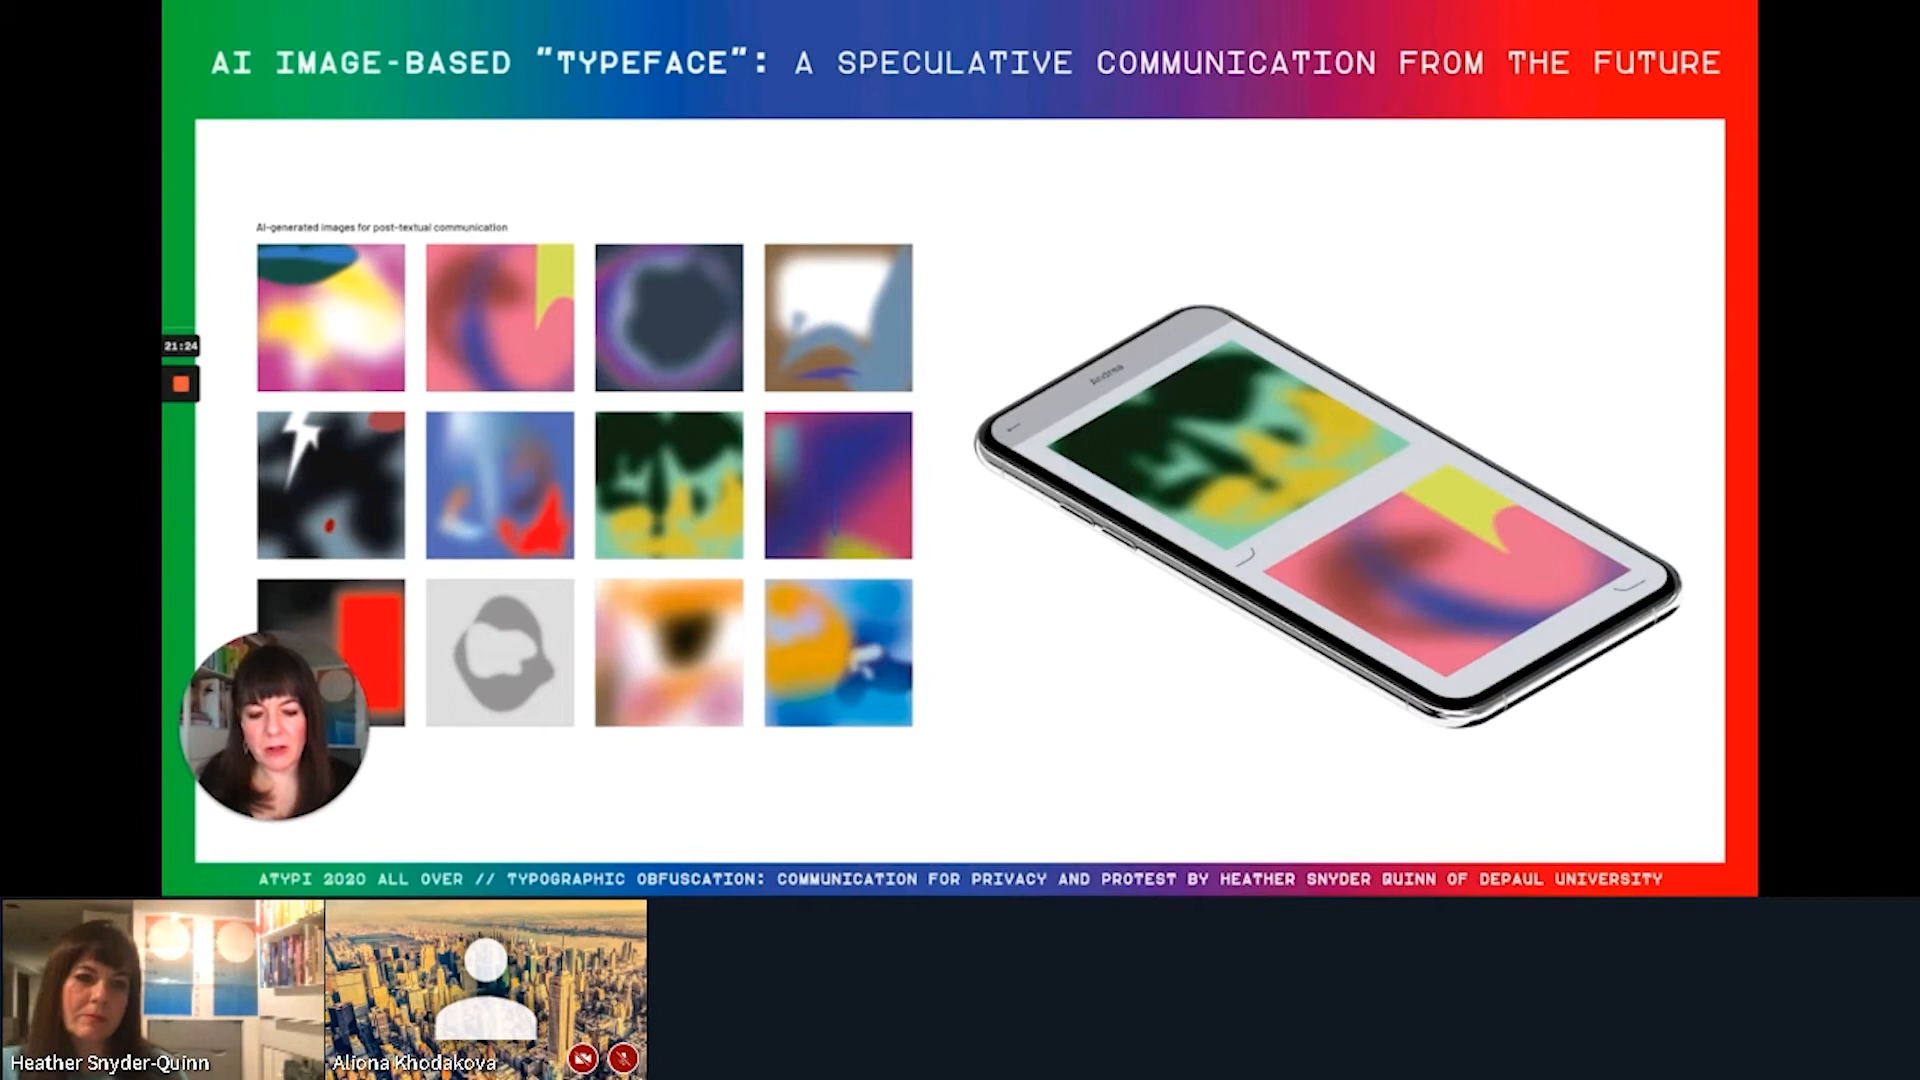 AI IMAGE-BASED "TYPEFACE": A SPECULATIVE COMMUNICATION FROM THE FUTURE
AI-generated images for post-textual communication
21:24
Andrea
ATYPI 2020 ALL OVER // TYPOGRAPHIC OBFUSCATION: COMMUNICATION FOR PRIVACY AND PROTEST BY HEATHER SNYDER QUINN OF DEPAUL UNIVERSITY
Heather Snyder-Quinn
Aliona Khodakova